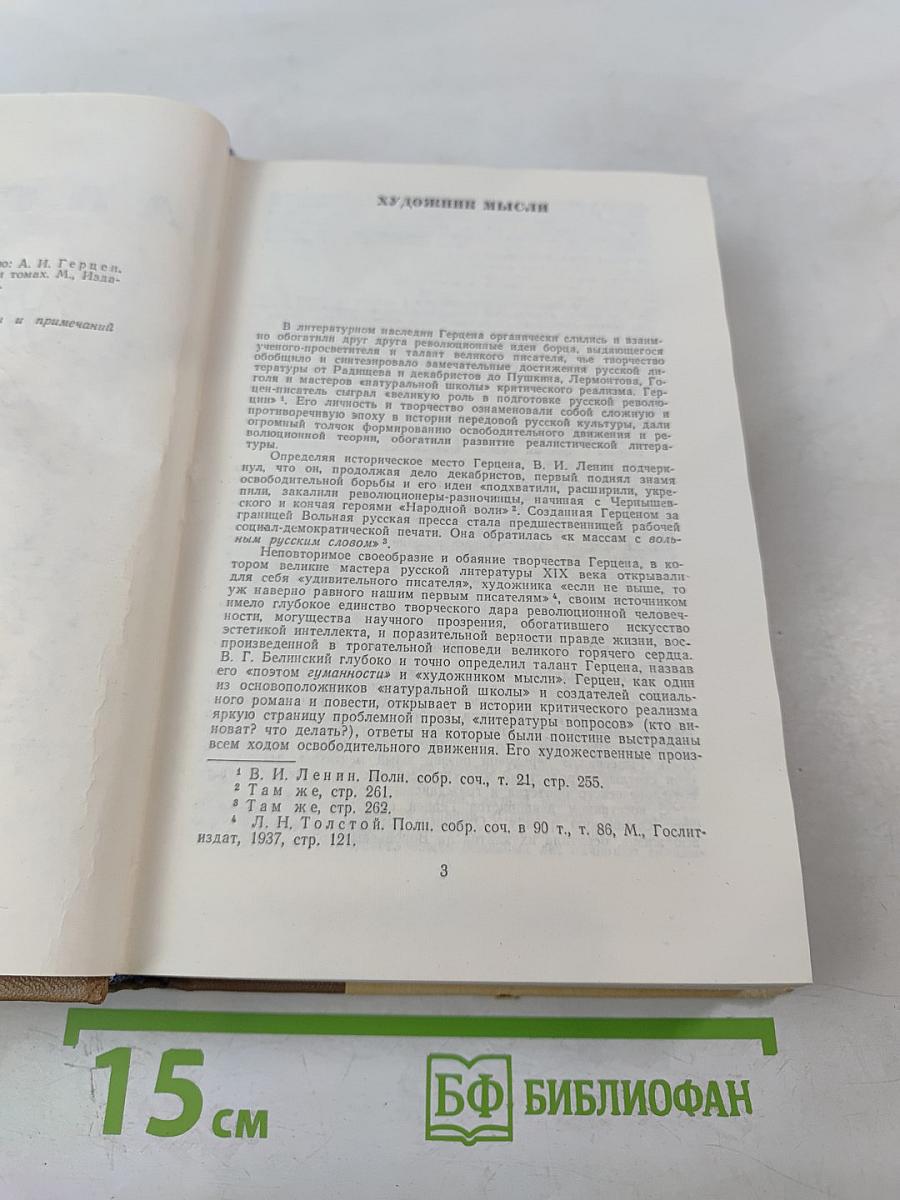 ю: А. И. Герцен.
и томах. М., Изда-
и и примечаний
ХУДОЖНИК МЫСЛИ
В литературном наследии Герцена органически слились и взаим-
но обогатили друг друга революционные идеи борца, выдающегося
ученого-просветителя и талант великого писателя, чье творчество
обобщило и синтезировало замечательные достижения русской ли-
тературы от Радищева и декабристов до Пушкина, Лермонтова, Го-
голя и мастеров «натуральной школы» критического реализма. Гер-
цен-писатель сыграл «великую роль в подготовке русской револю-
ции» ¹. Его личность и творчество ознаменовали собой сложную и
противоречивую эпоху в истории передовой русской культуры, дали
огромный толчок формированию освободительного движения и ре-
волюционной теории, обогатили развитие реалистической литера-
туры.
Определяя историческое место Герцена, В. И. Ленин подчерк-
нул, что он, продолжая дело декабристов, первый поднял знамя
освободительной борьбы и его идеи «подхватили, расширили, укре-
пили, закалили революционеры-разночинцы, начиная с Чернышев-
ского и кончая героями «Народной воли» ². Созданная Герценом за
границей Вольная русская пресса стала предшественницей рабочей
социал-демократической печати. Она обратилась «к массам с воль-
ным русским словом» ³.
Неповторимое своеобразие и обаяние творчества Герцена, в ко-
тором великие мастера русской литературы XIX века открывали
для себя «удивительного писателя», художника «если не выше, то
уж наверно равного нашим первым писателям» ⁴, своим источником
имело глубокое единство творческого дара революционной человеч-
ности, могущества научного прозрения, обогатившего искусство
эстетикой интеллекта, и поразительной верности правде жизни, вос-
произведенной в трогательной исповеди великого горячего сердца.
В. Г. Белинский глубоко и точно определил талант Герцена, назвав
его «поэтом гуманности» и «художником мысли». Герцен, как один
из основоположников «натуральной школы» и создателей социаль-
ного романа и повести, открывает в истории критического реализма
яркую страницу проблемной прозы, «литературы вопросов» (кто ви-
новат? что делать?), ответы на которые были поистине выстраданы
всем ходом освободительного движения. Его художественные произ-
¹ В. И. Ленин. Полн. собр. соч., т. 21, стр. 255.
² Там же, стр. 261.
³ Там же, стр. 262.
⁴ Л. Н. Толстой. Полн. собр. соч. в 90 т., т. 86, М., Гослит-
издат, 1937, стр. 121.
3
15 см
БФ БИБЛИОФАН